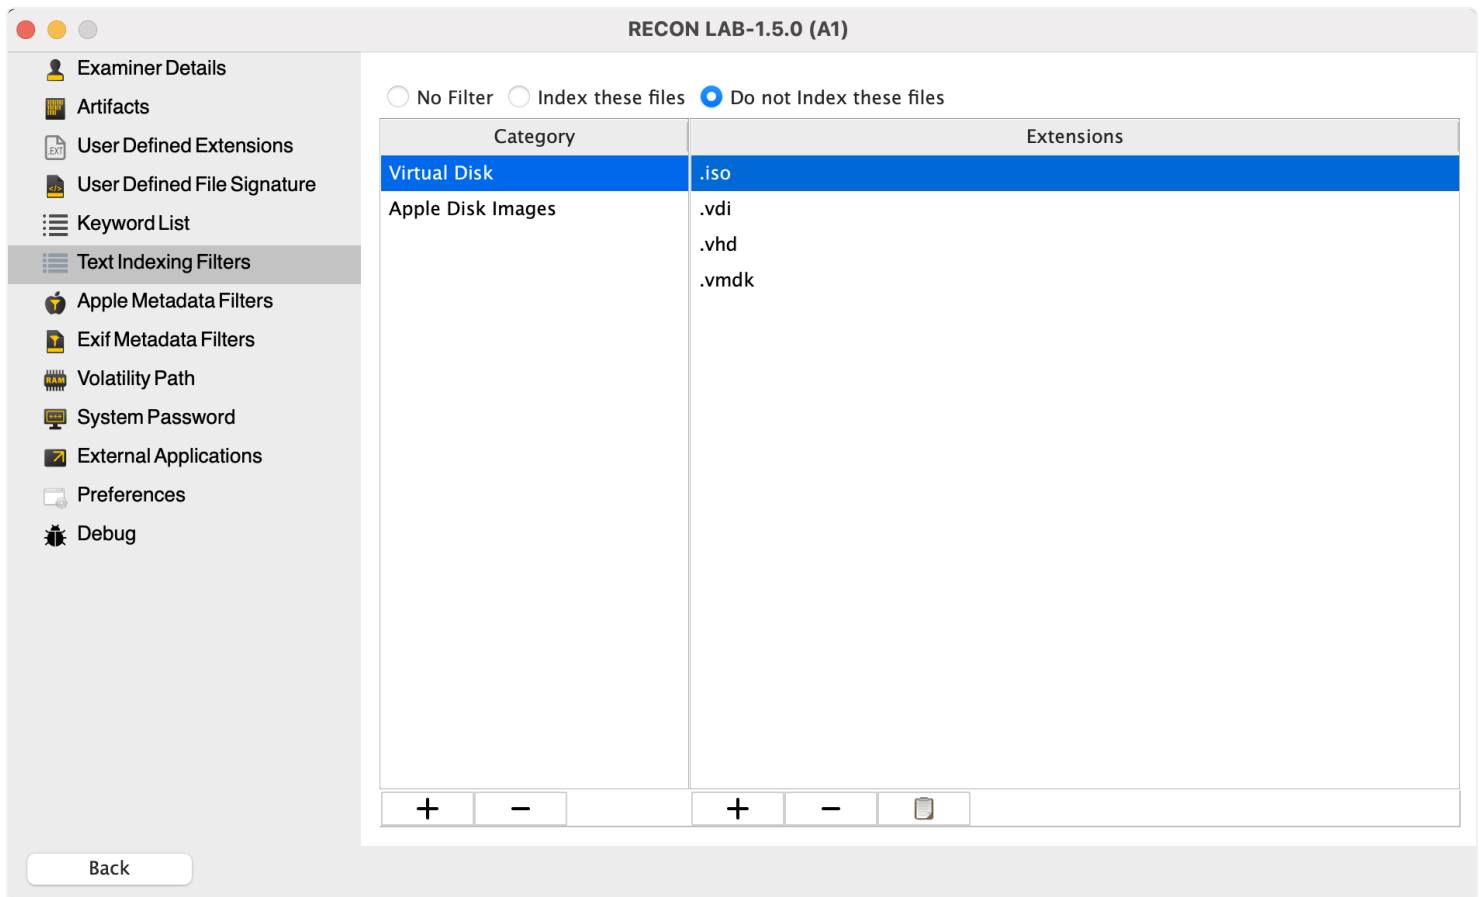 RECON LAB-1.5.0 (A1)
Examiner Details
Artifacts
User Defined Extensions
User Defined File Signature
Keyword List
Text Indexing Filters
Apple Metadata Filters
Exif Metadata Filters
Volatility Path
System Password
External Applications
Preferences
Debug
No Filter Index these files Do not Index these files
Category Extensions
Virtual Disk .iso
Apple Disk Images .vdi
.vhd
.vmdk
+ − + −
Back